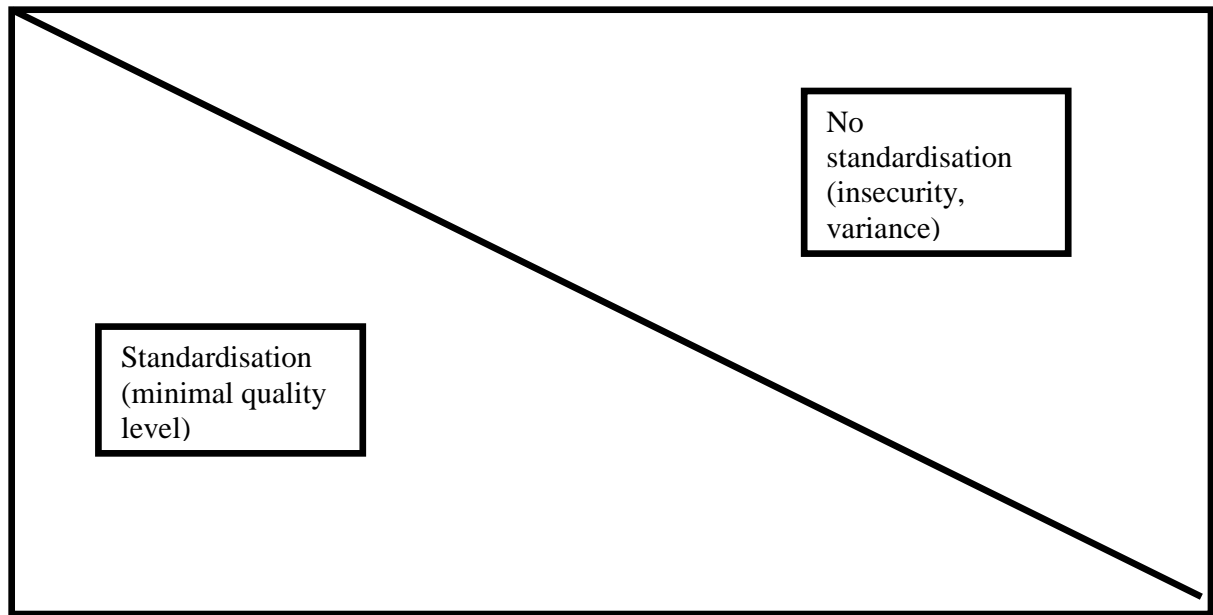 No
standardisation
(insecurity,
variance)
Standardisation
(minimal quality
level)